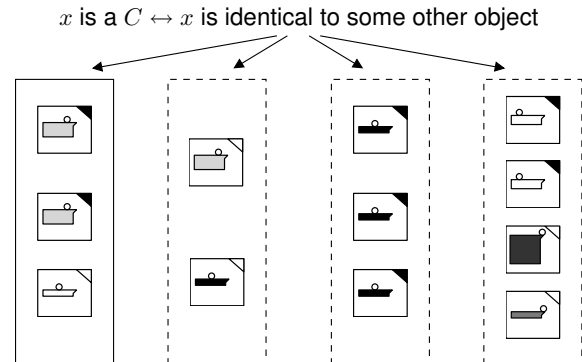 x is a C ↔ x is identical to some other object